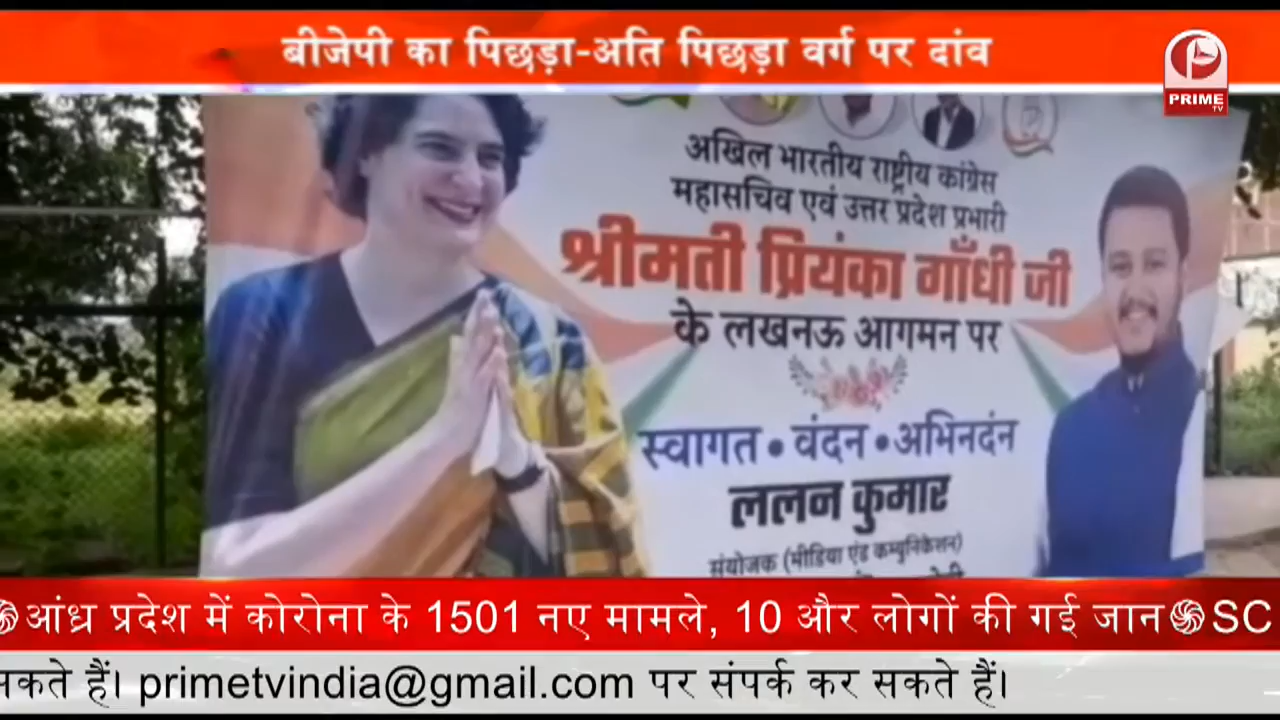 बीजेपी का पिछड़ा-अति पिछड़ा वर्ग पर दांव
PRIME
TV
अखिल भारतीय राष्ट्रीय कांग्रेस
महासचिव एवं उत्तर प्रदेश प्रभारी
श्रीमती प्रियंका गाँधी जी
के लखनऊ आगमन पर
स्वागत • वंदन • अभिनदंन
ललन कुमार
संयोजक (मीडिया एंड कम्युनिकेशन)
आंध्र प्रदेश में कोरोना के 1501 नए मामले, 10 और लोगों की गई जान SC
सकते हैं। primetvindia@gmail.com पर संपर्क कर सकते हैं।